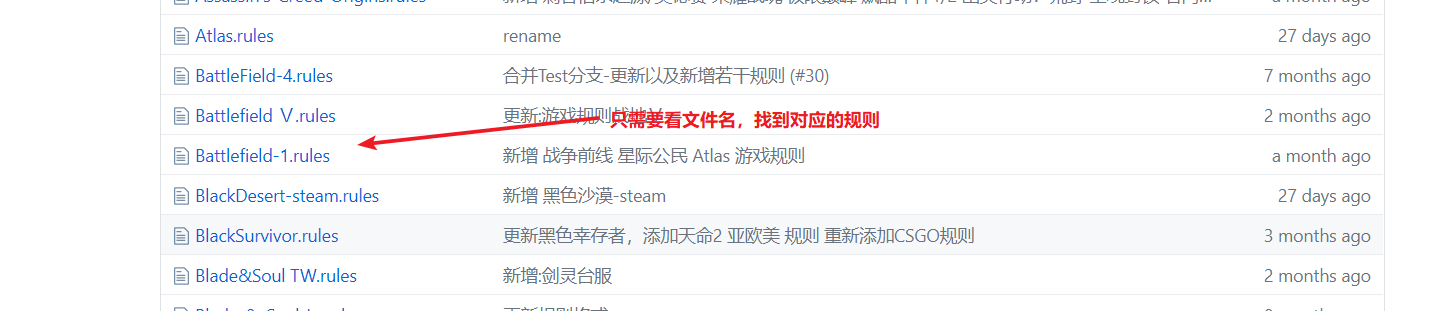 Atlas.rules rename 27 days ago
BattleField-4.rules 合并Test分支-更新以及新增若干规则 (#30) 7 months ago
Battlefield Ⅴ.rules 更新:游戏规则战地V 2 months ago
只需要看文件名，找到对应的规则
Battlefield-1.rules 新增 战争前线 星际公民 Atlas 游戏规则 a month ago
BlackDesert-steam.rules 新增 黑色沙漠-steam 27 days ago
BlackSurvivor.rules 更新黑色幸存者，添加天命2 亚欧美 规则 重新添加CSGO规则 3 months ago
Blade&Soul TW.rules 新增:剑灵台服 2 months ago